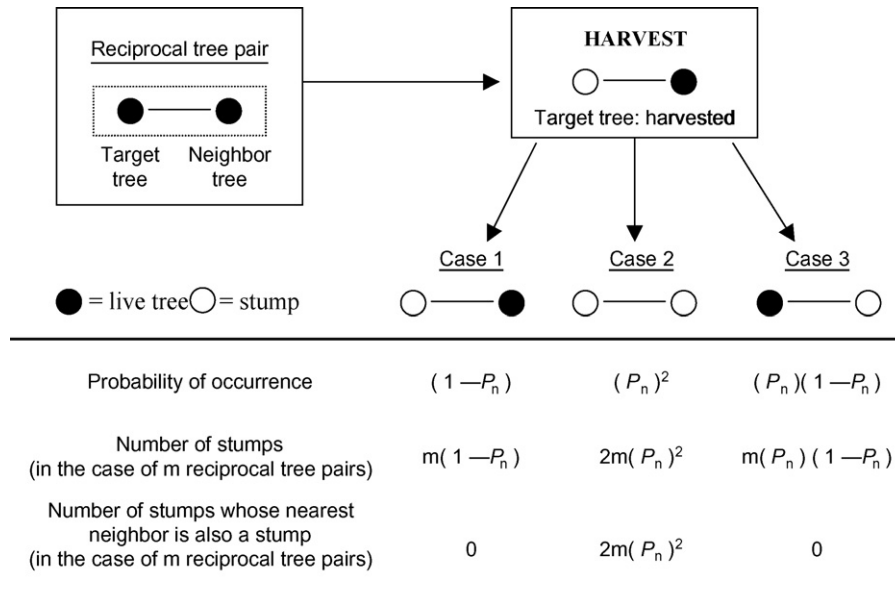 Reciprocal tree pair
Target tree
Neighbor tree
HARVEST
Target tree: harvested
Case 1
Case 2
Case 3
= live tree = stump
Probability of occurrence
( 1 —Pn )
( Pn )2
( Pn )( 1 —Pn )
Number of stumps
(in the case of m reciprocal tree pairs)
m( 1 —Pn )
2m( Pn )2
m( Pn ) ( 1 —Pn )
Number of stumps whose nearest
neighbor is also a stump
(in the case of m reciprocal tree pairs)
0
2m( Pn )2
0